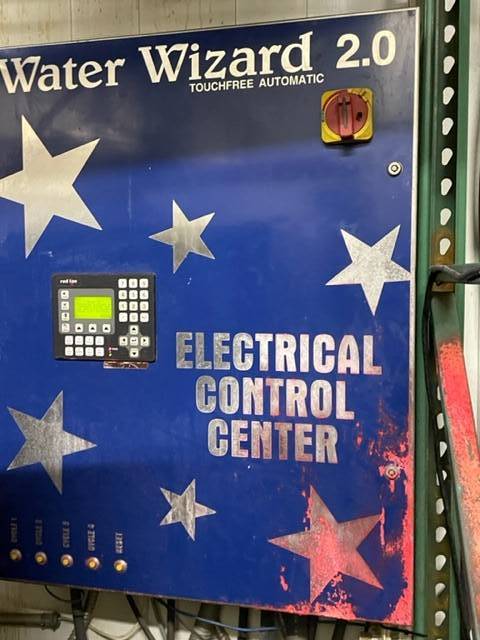 Water Wizard 2.0
TOUCHFREE AUTOMATIC
red lion
ELECTRICAL
CONTROL
CENTER
CYCLE 1
CYCLE 2
CYCLE 3
CYCLE 4
RESET